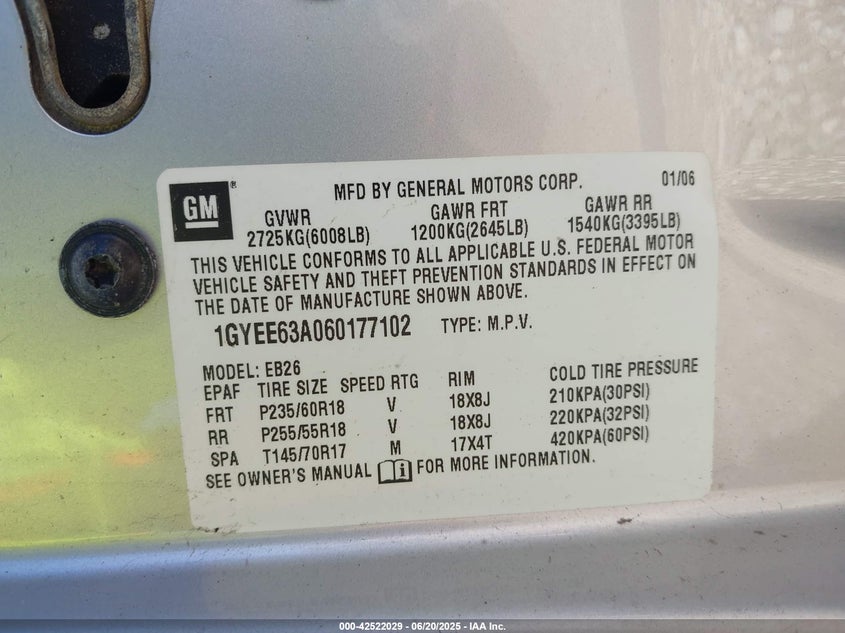 GM ®
MFD BY GENERAL MOTORS CORP. 01/06
GVWR GAWR FRT GAWR RR
2725KG(6008LB) 1200KG(2645LB) 1540KG(3395LB)
THIS VEHICLE CONFORMS TO ALL APPLICABLE U.S. FEDERAL MOTOR
VEHICLE SAFETY AND THEFT PREVENTION STANDARDS IN EFFECT ON
THE DATE OF MANUFACTURE SHOWN ABOVE.
1GYEE63A060177102 TYPE: M.P.V.
MODEL: EB26
EPAF TIRE SIZE SPEED RTG RIM COLD TIRE PRESSURE
FRT P235/60R18 V 18X8J 210KPA(30PSI)
RR P255/55R18 V 18X8J 220KPA(32PSI)
SPA T145/70R17 M 17X4T 420KPA(60PSI)
SEE OWNER'S MANUAL FOR MORE INFORMATION.
000-42522029 — 06/20/2025 — IAA Inc.